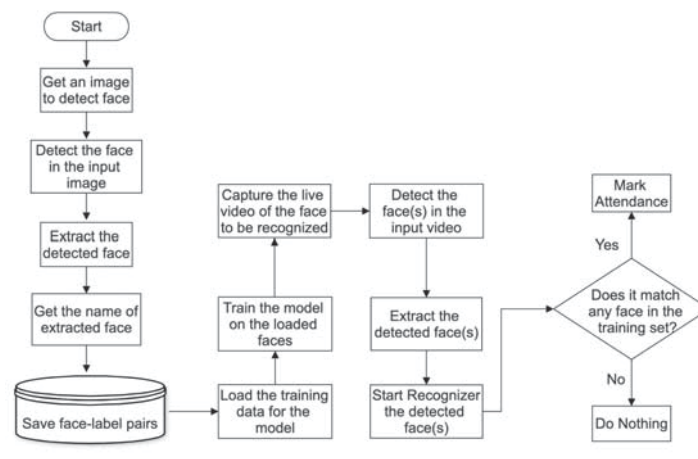 Start
Get an image
to detect face
Detect the face
in the input
image
Extract the
detected face
Get the name of
extracted face
Save face-label pairs
Load the training
data for the
model
Train the model
on the loaded
faces
Capture the live
video of the face
to be recognized
Detect the
face(s) in the
input video
Extract the
detected face(s)
Start Recognizer
the detected
face(s)
Does it match
any face in the
training set?
Yes
Mark
Attendance
No
Do Nothing